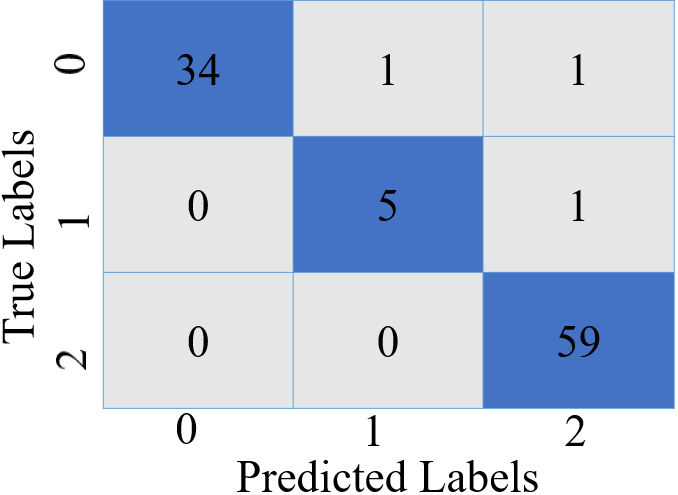 0 34 1 1
1 0 5 1
2 0 0 59
0 1 2
True Labels
Predicted Labels